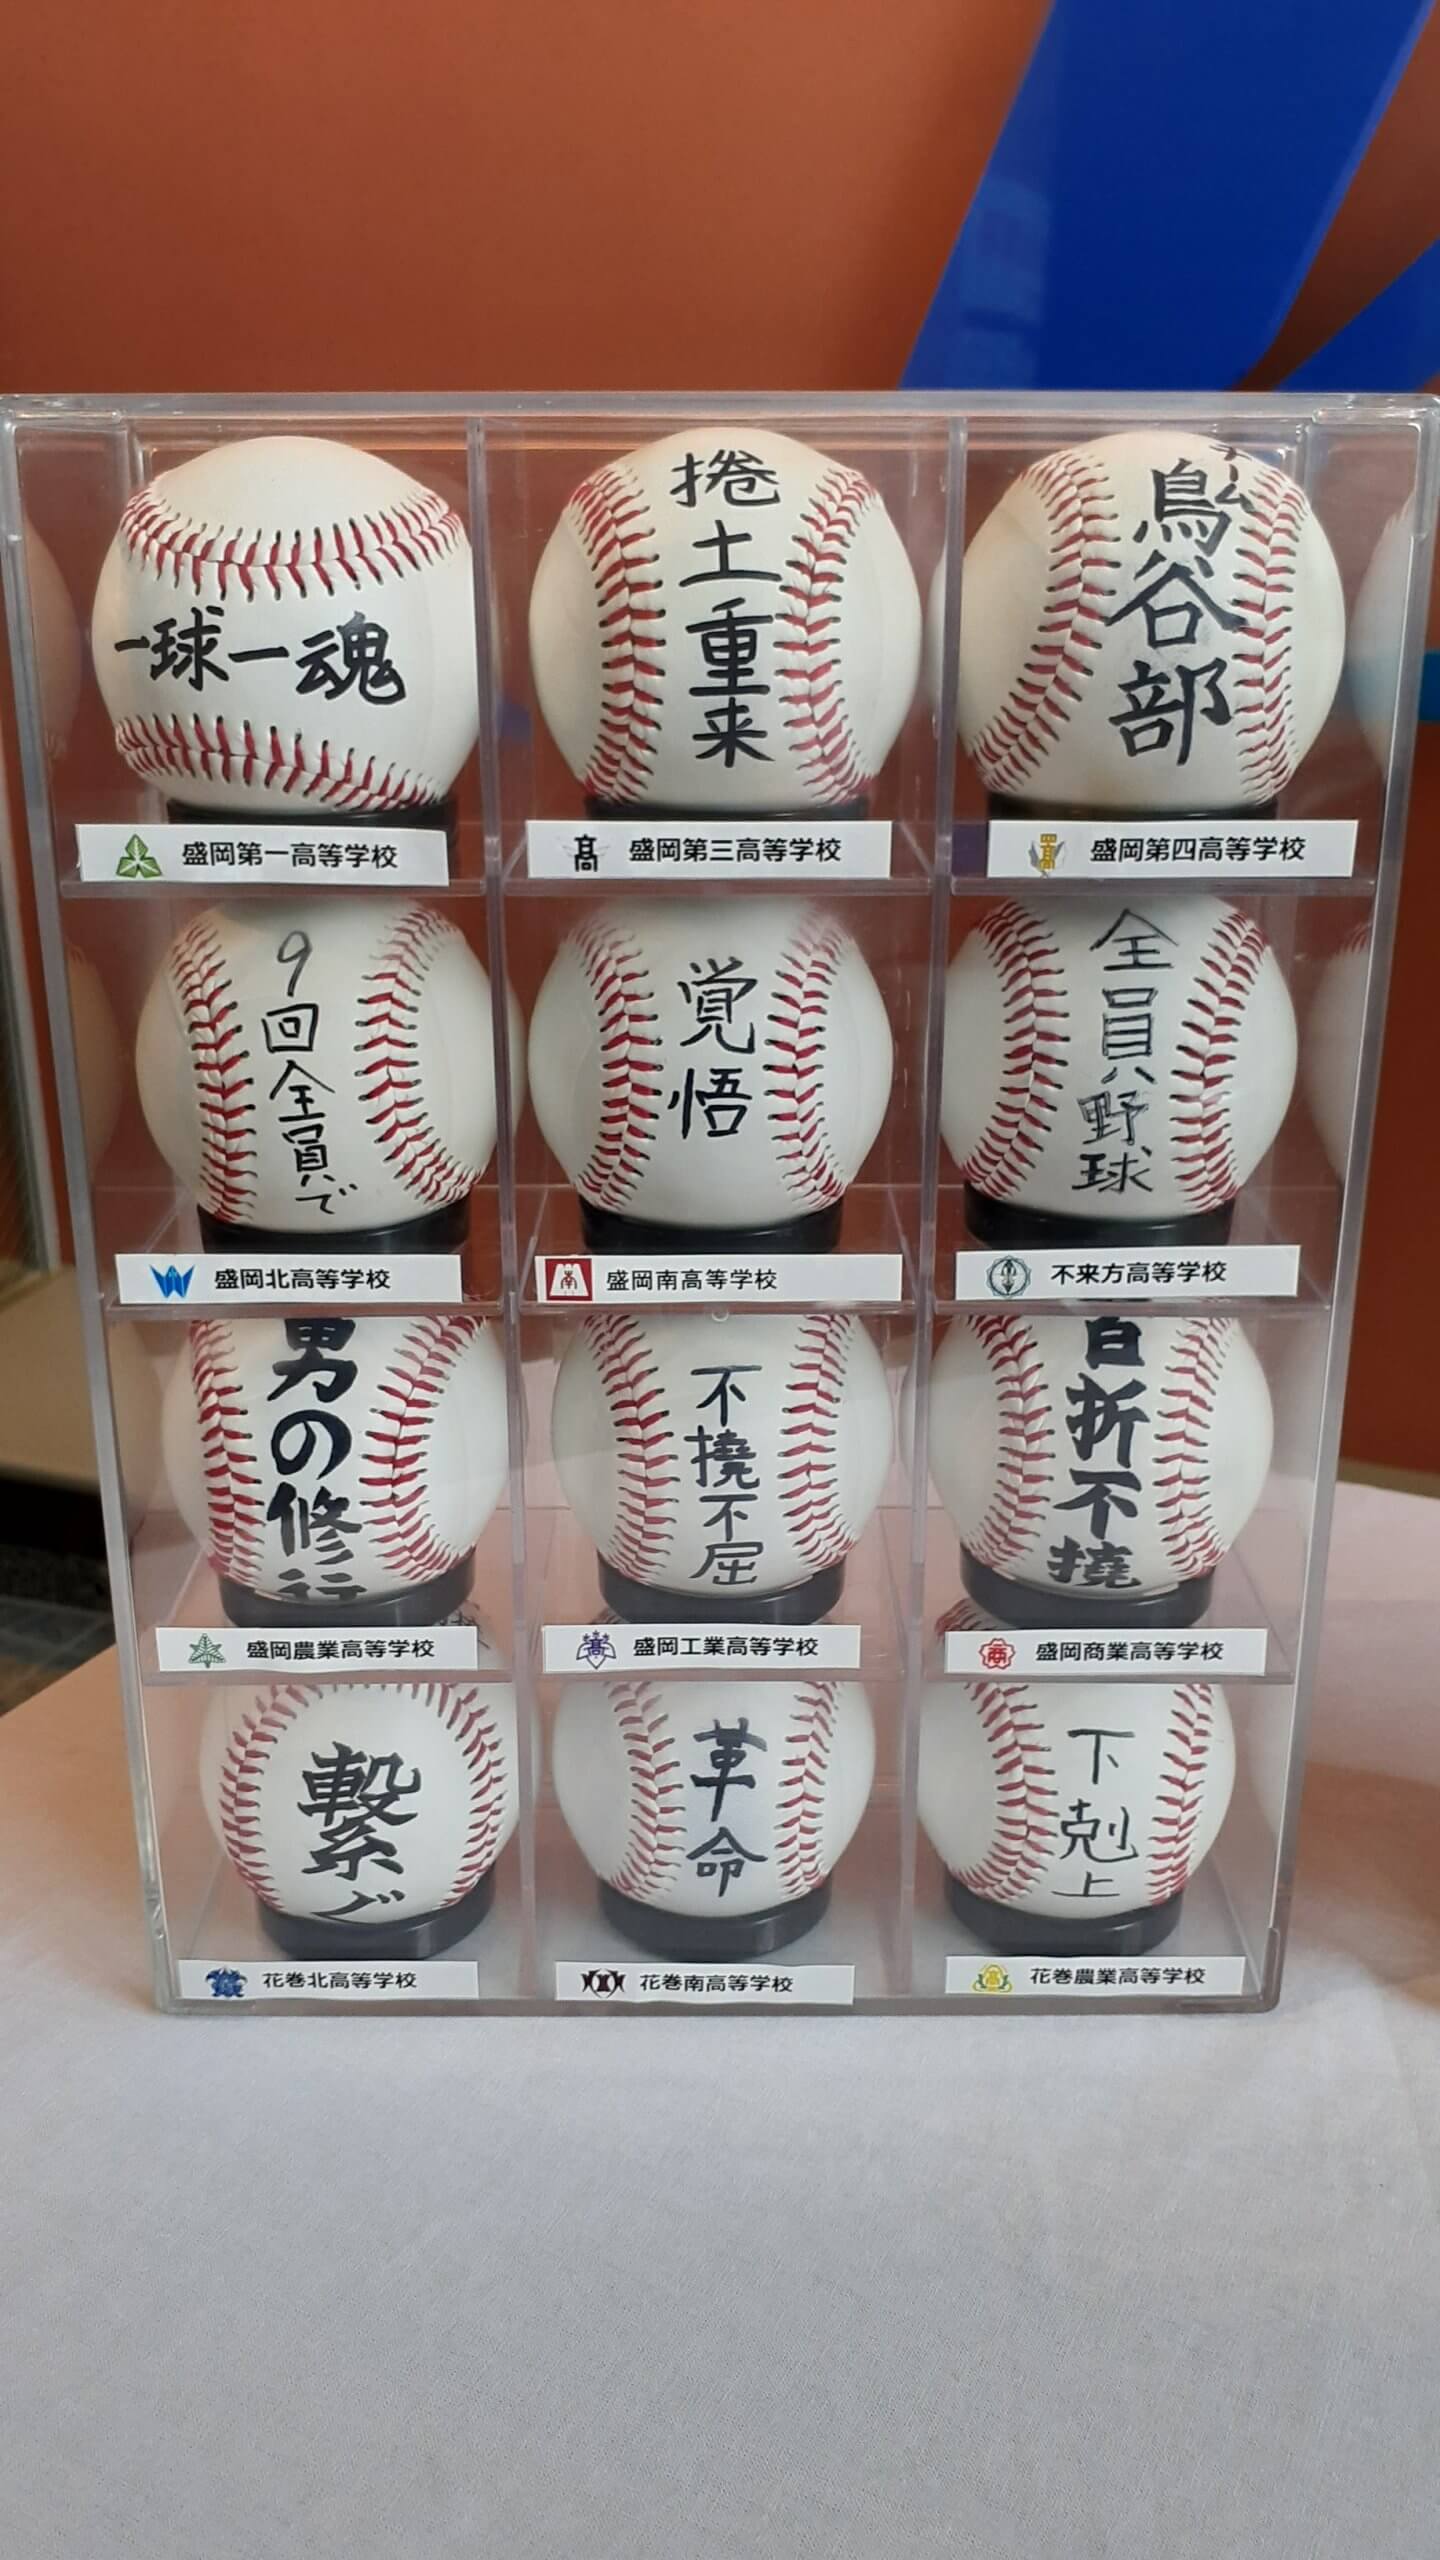 一球一魂
捲土重来
チーム
鳥谷部
盛岡第一高等学校
盛岡第三高等学校
盛岡第四高等学校
9回全員で
覚悟
全員野球
盛岡北高等学校
盛岡南高等学校
不来方高等学校
男の修行
不撓不屈
百折不撓
盛岡農業高等学校
盛岡工業高等学校
盛岡商業高等学校
繋ぐ
革命
下剋上
花巻北高等学校
花巻南高等学校
花巻農業高等学校